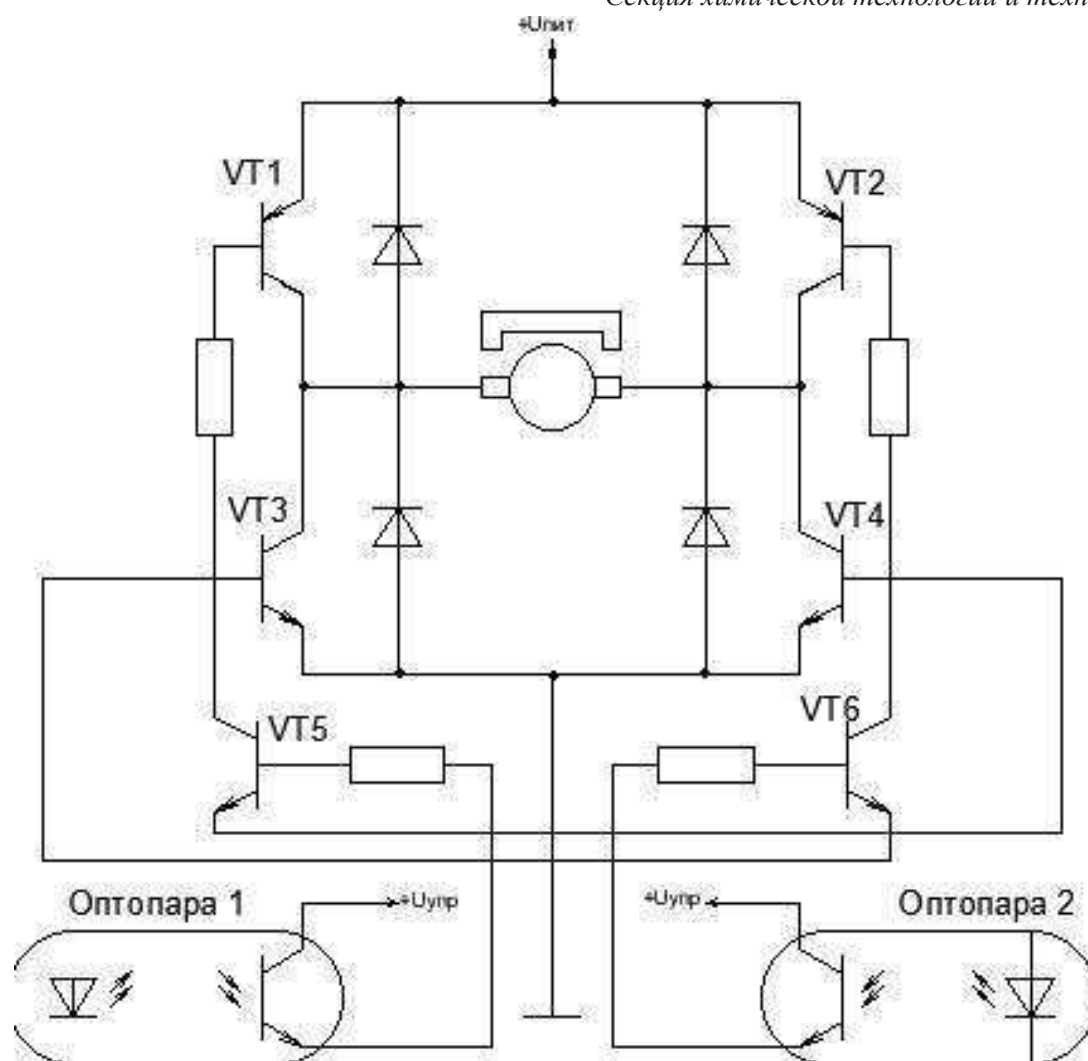 Секция химической технологии и техн
+Uпит
VT1
VT2
VT3
VT4
VT5
VT6
+Uупр
+Uупр
Оптопара 1
Оптопара 2